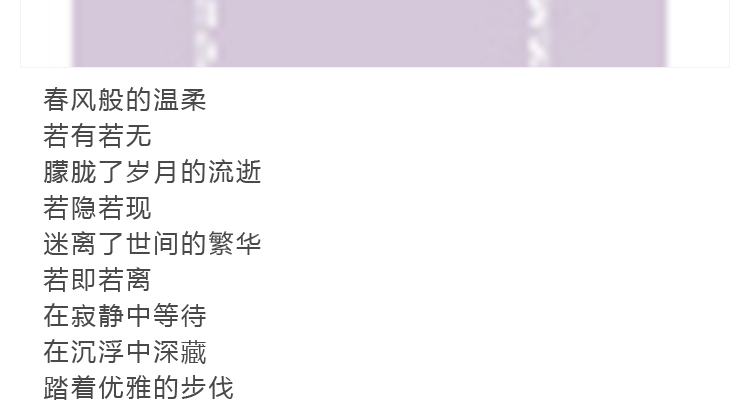 春风般的温柔
若有若无
朦胧了岁月的流逝
若隐若现
迷离了世间的繁华
若即若离
在寂静中等待
在沉浮中深藏
踏着优雅的步伐